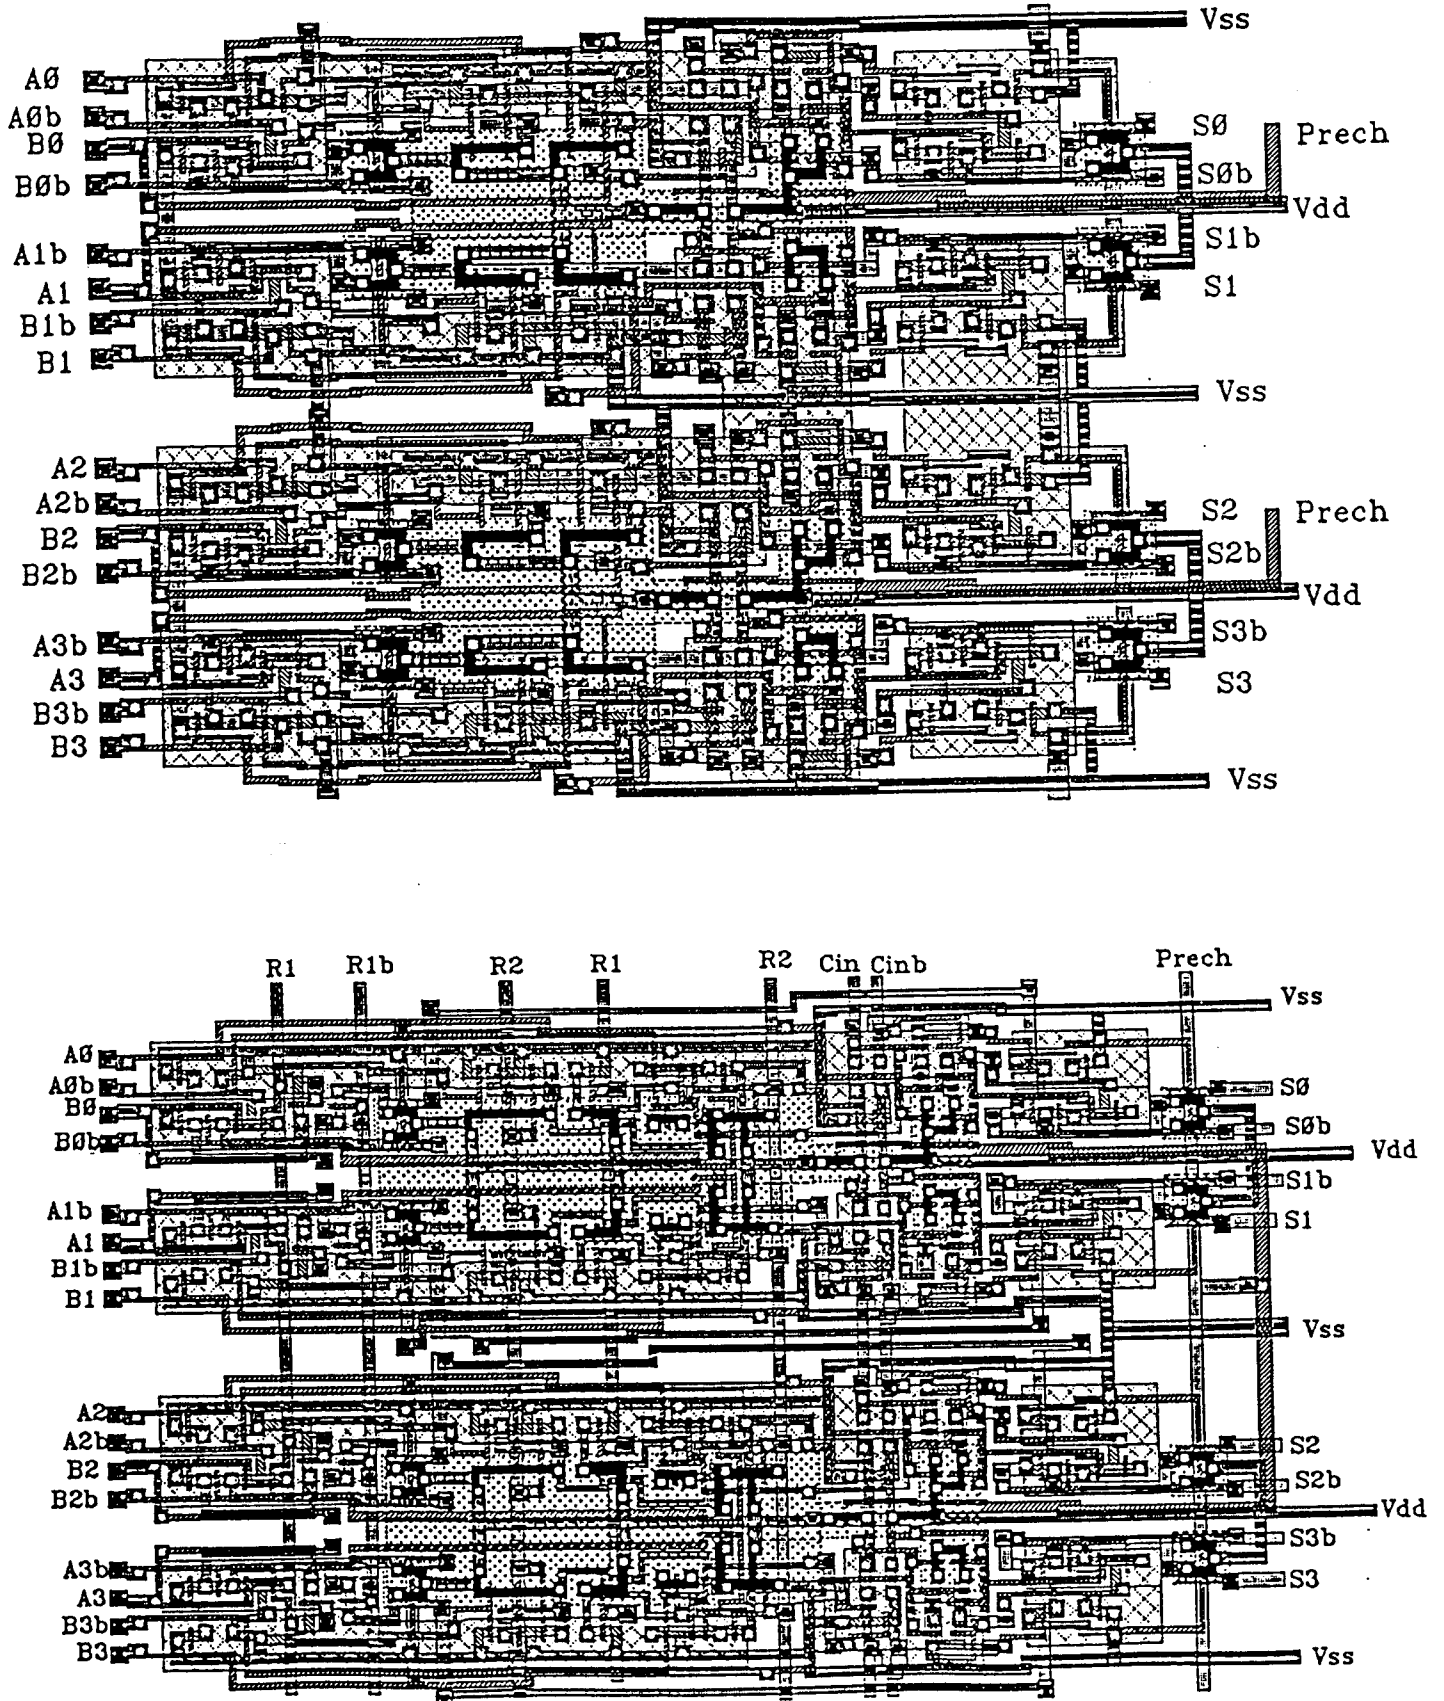 Vss
AØ
AØb
BØ
BØb
SØ
Prech
SØb
Vdd
A1b
A1
B1b
B1
S1b
S1
Vss
A2
A2b
B2
B2b
S2
Prech
S2b
Vdd
A3b
A3
B3b
B3
S3b
S3
Vss
R1 R1b R2 R1 R2 Cin Cinb Prech
Vss
AØ
AØb
BØ
BØb
SØ
SØb
Vdd
A1b
A1
B1b
B1
S1b
S1
Vss
A2
A2b
B2
B2b
S2
S2b
Vdd
A3b
A3
B3b
B3
S3b
S3
Vss